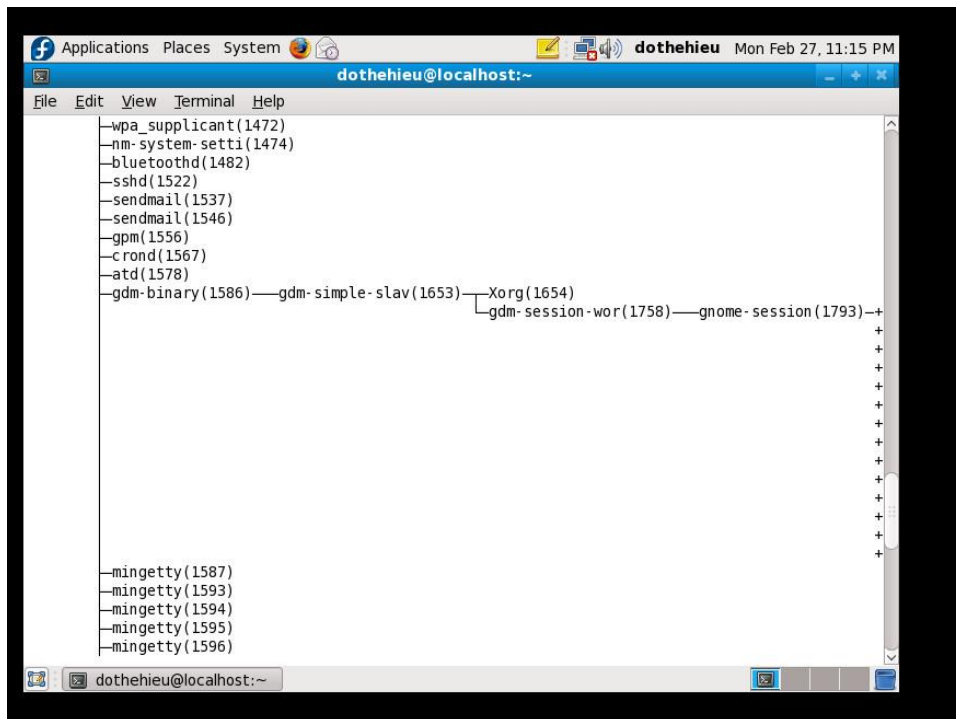 Applications Places System dothehieu Mon Feb 27, 11:15 PM
dothehieu@localhost:~
File Edit View Terminal Help
├─wpa_supplicant(1472)
├─nm-system-setti(1474)
├─bluetoothd(1482)
├─sshd(1522)
├─sendmail(1537)
├─sendmail(1546)
├─gpm(1556)
├─crond(1567)
├─atd(1578)
├─gdm-binary(1586)───gdm-simple-slav(1653)─┬─Xorg(1654)
└─gdm-session-wor(1758)───gnome-session(1793)─+
+
+
+
+
+
+
+
+
+
+
+
+
+
├─mingetty(1587)
├─mingetty(1593)
├─mingetty(1594)
├─mingetty(1595)
├─mingetty(1596)
dothehieu@localhost:~